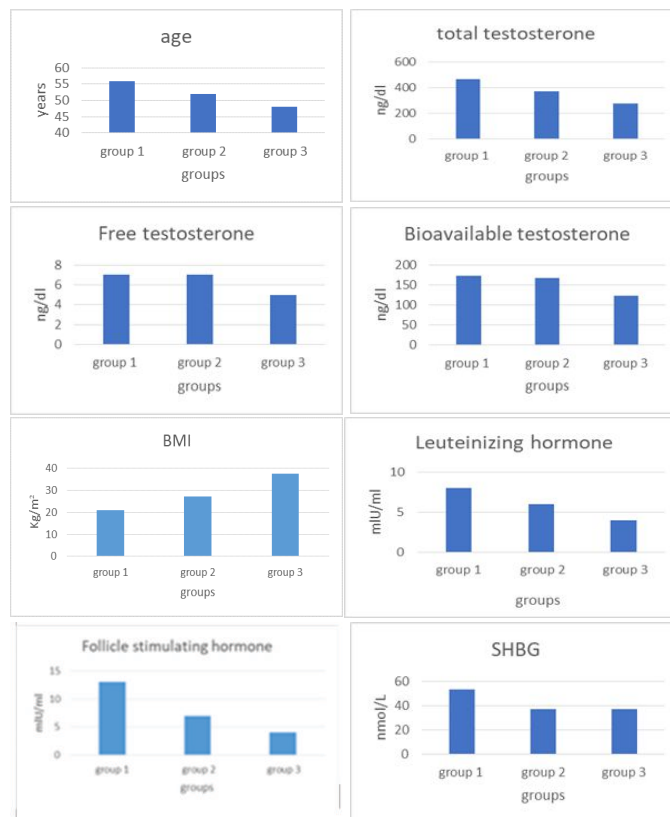 age
60
55
50
45
40
years
group 1 group 2 group 3
groups
total testosterone
600
400
200
0
ng/dl
group 1 group 2 group 3
groups
Free testosterone
8
6
4
2
0
ng/dl
group 1 group 2 group 3
groups
Bioavailable testosterone
200
150
100
50
0
ng/dl
group 1 group 2 group 3
groups
BMI
40
30
20
10
0
Kg/m²
group 1 group 2 group 3
groups
Leuteinizing hormone
10
5
0
mIU/ml
group 1 group 2 group 3
groups
Follicle stimulating hormone
15
10
5
0
mIU/ml
group 1 group 2 group 3
groups
SHBG
60
40
20
0
nmol/L
group 1 group 2 group 3
groups